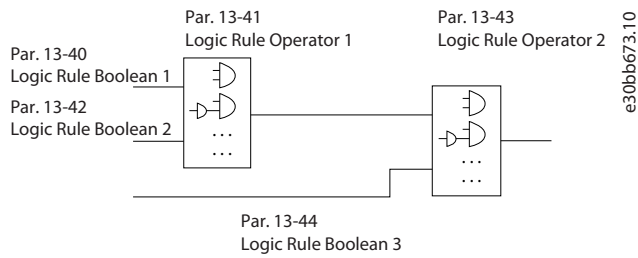 Par. 13-41
Logic Rule Operator 1
Par. 13-43
Logic Rule Operator 2
Par. 13-40
Logic Rule Boolean 1
Par. 13-42
Logic Rule Boolean 2
...
...
...
...
Par. 13-44
Logic Rule Boolean 3
e30bb673.10